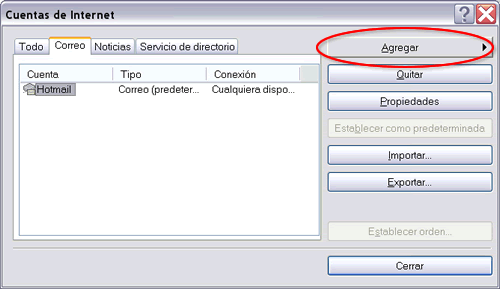 Cuentas de Internet
Todo Correo Noticias Servicio de directorio
Cuenta Tipo Conexión
Hotmail Correo (predeter... Cualquiera dispo...
Agregar
Quitar
Propiedades
Establecer como predeterminada
Importar...
Exportar...
Establecer orden...
Cerrar